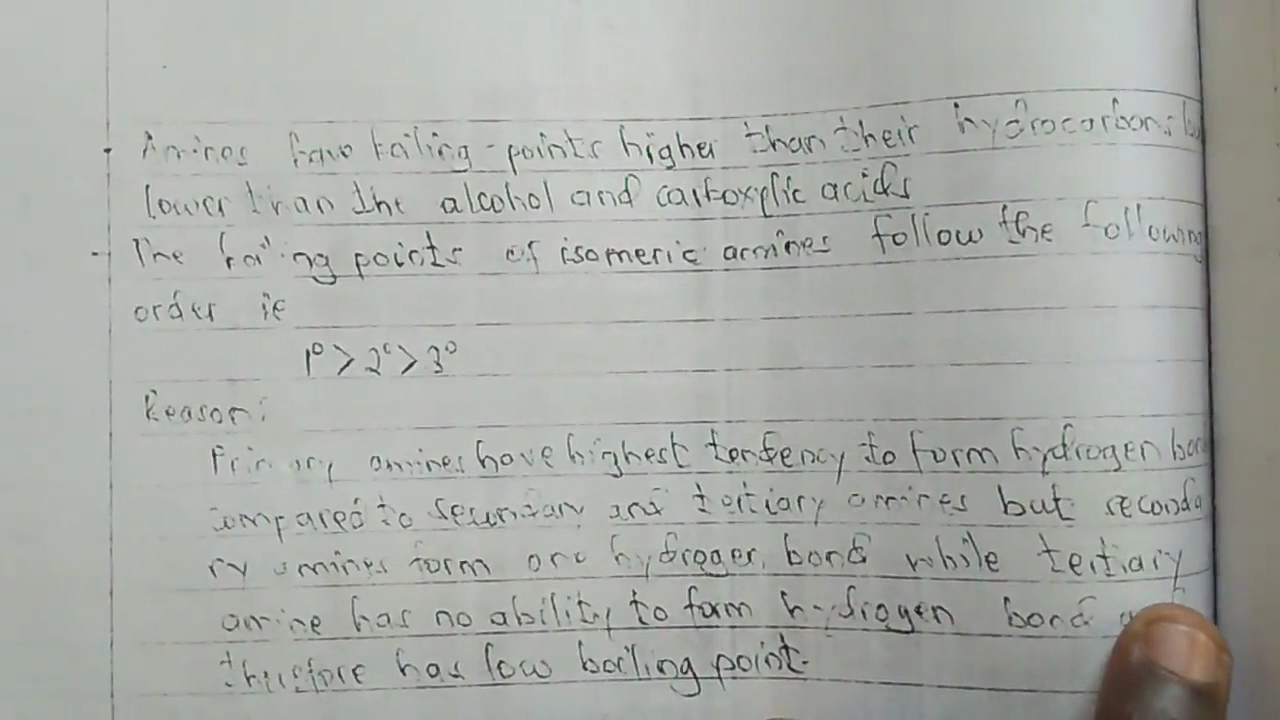 - Amines have boiling-points higher than their hydrocarbons bu
lower than the alcohol and carboxylic acids
- The boiling points of isomeric amines follow the following
order ie
1° > 2° > 3°
Reason:
Primary amines have highest tendency to form hydrogen bon
compared to secondary and tertiary amines but seconda
ry amines form one hydrogen bond while tertiary
amine has no ability to form hydrogen bond
therefore has low boiling point.